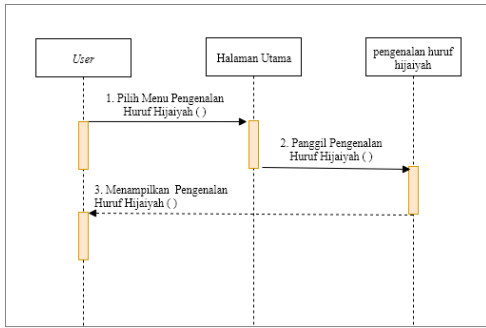 User
Halaman Utama
pengenalan huruf
hijaiyah
1. Pilih Menu Pengenalan
Huruf Hijaiyah ( )
2. Panggil Pengenalan
Huruf Hijaiyah ( )
3. Menampilkan Pengenalan
Huruf Hijaiyah ( )